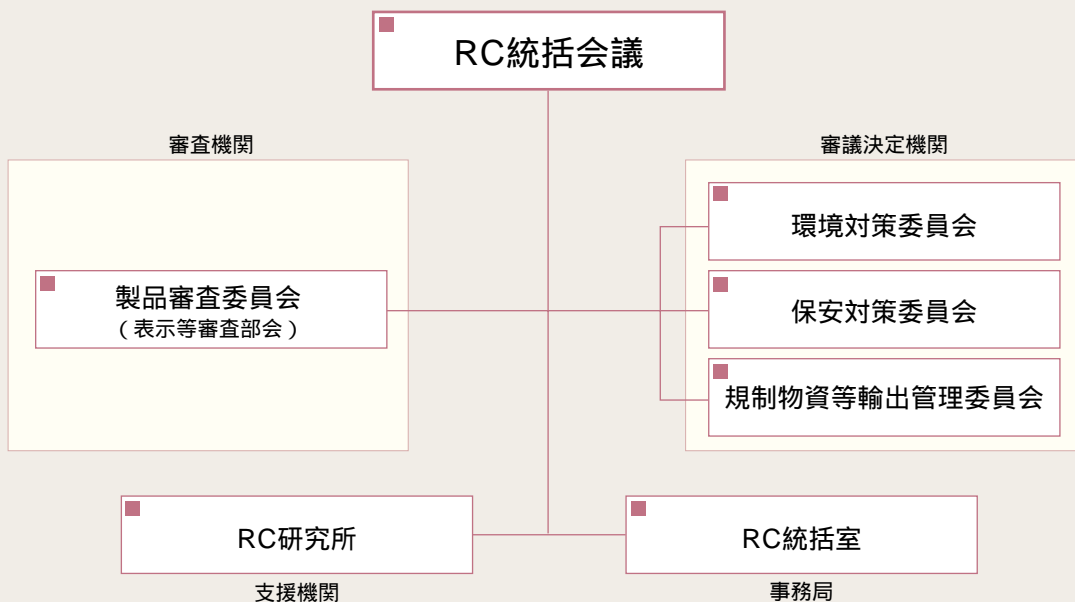 RC統括会議
審査機関
審議決定機関
環境対策委員会
製品審査委員会
(表示等審査部会)
保安対策委員会
規制物資等輸出管理委員会
RC研究所
RC統括室
支援機関
事務局